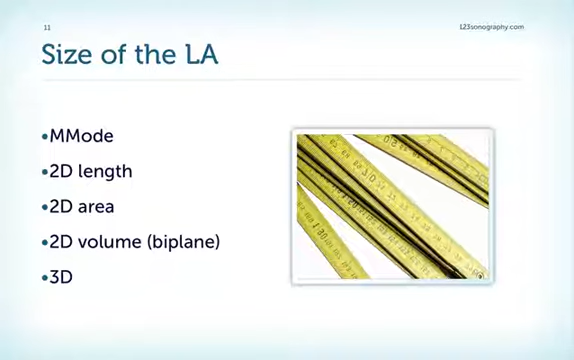 11
123sonography.com
Size of the LA
•MMode
•2D length
•2D area
•2D volume (biplane)
•3D